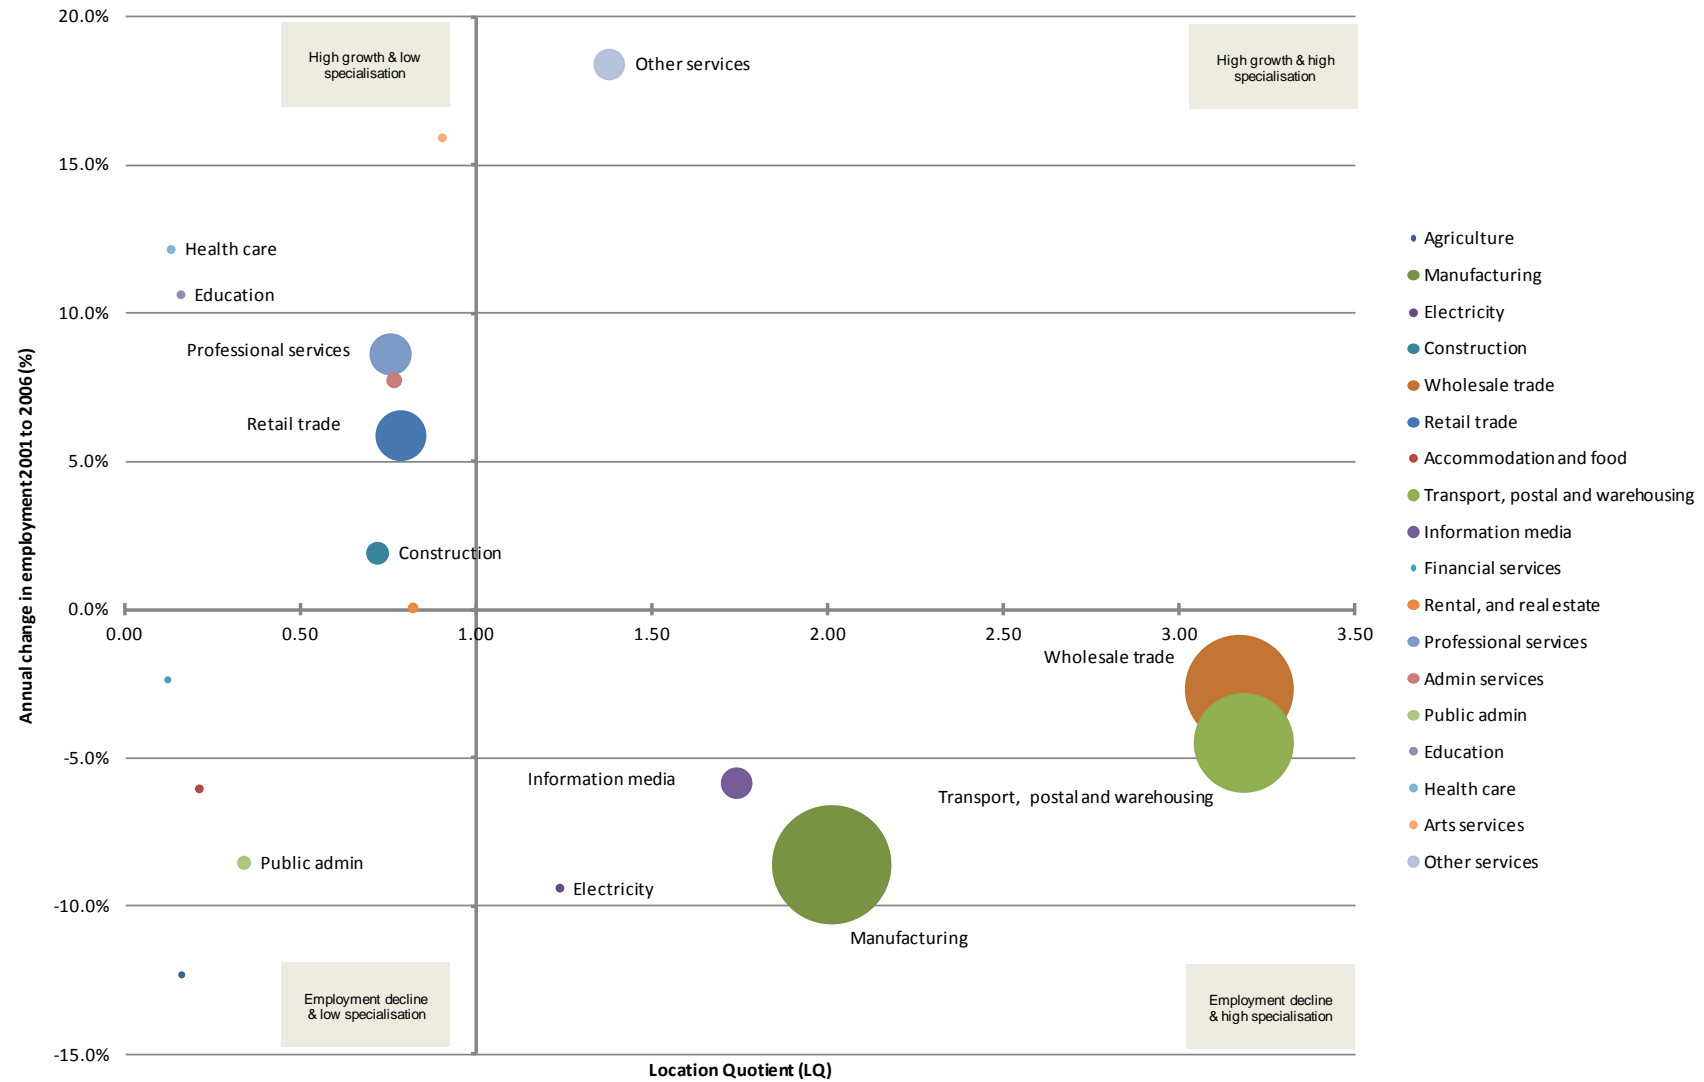 20.0%
High growth & low
specialisation
Other services
High growth & high
specialisation
15.0%
Health care
Education
10.0%
Professional services
Retail trade
5.0%
Construction
0.0%
0.00
0.50
1.00
1.50
2.00
2.50
3.00
3.50
Wholesale trade
-5.0%
Information media
Transport, postal and warehousing
Public admin
Electricity
-10.0%
Manufacturing
Employment decline
& low specialisation
Employment decline
& high specialisation
-15.0%
Location Quotient (LQ)
Annual change in employment 2001 to 2006 (%)
Agriculture
Manufacturing
Electricity
Construction
Wholesale trade
Retail trade
Accommodation and food
Transport, postal and warehousing
Information media
Financial services
Rental, and real estate
Professional services
Admin services
Public admin
Education
Health care
Arts services
Other services